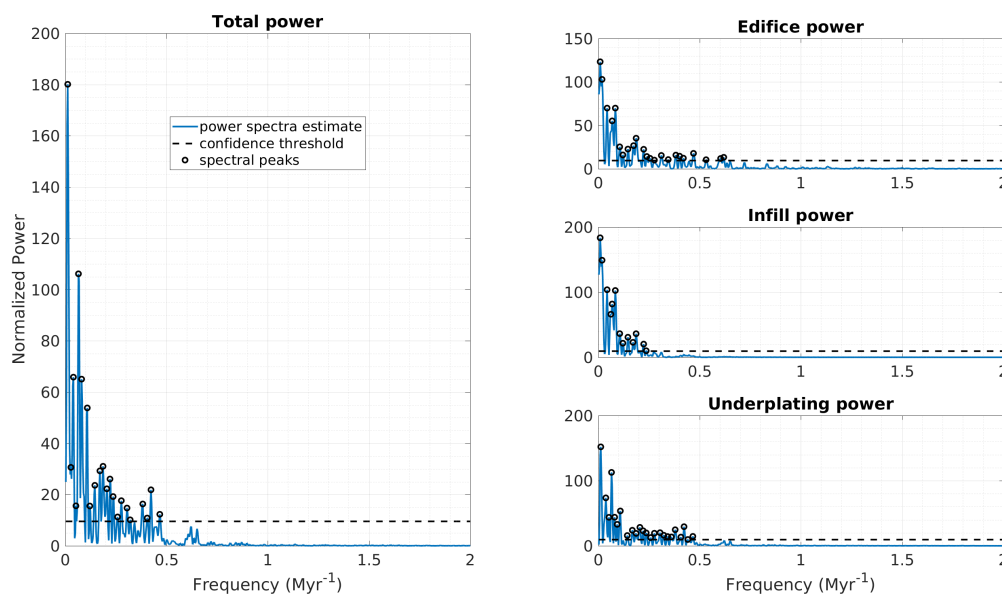 Total power
200
180
160
140
120
100
80
60
40
20
0
Normalized Power
power spectra estimate
confidence threshold
spectral peaks
0 0.5 1 1.5 2
Frequency (Myr-1)
Edifice power
150
100
50
0
0 0.5 1 1.5 2
Infill power
200
100
0
0 0.5 1 1.5 2
Underplating power
200
100
0
0 0.5 1 1.5 2
Frequency (Myr-1)